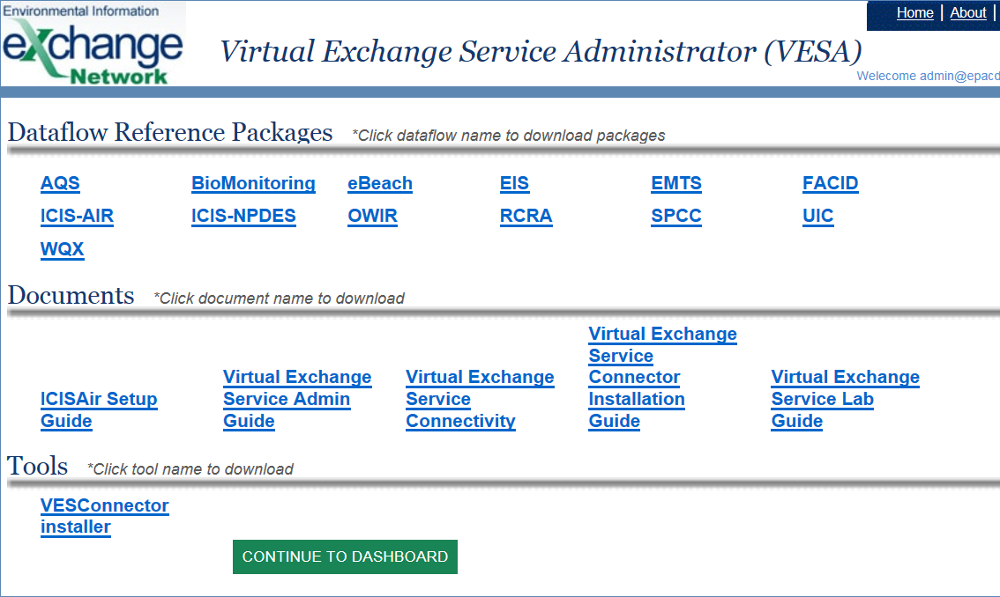 Environmental Information
eXchange
Network
Virtual Exchange Service Administrator (VESA)
Home | About |
Welcome admin@epacd
Dataflow Reference Packages *Click dataflow name to download packages
AQS BioMonitoring eBeach EIS EMTS FACID
ICIS-AIR ICIS-NPDES OWIR RCRA SPCC UIC
WQX
Documents *Click document name to download
ICISAir Setup
Guide
Virtual Exchange
Service Admin
Guide
Virtual Exchange
Service
Connectivity
Virtual Exchange
Service
Connector
Installation
Guide
Virtual Exchange
Service Lab
Guide
Tools *Click tool name to download
VESConnector
installer
CONTINUE TO DASHBOARD